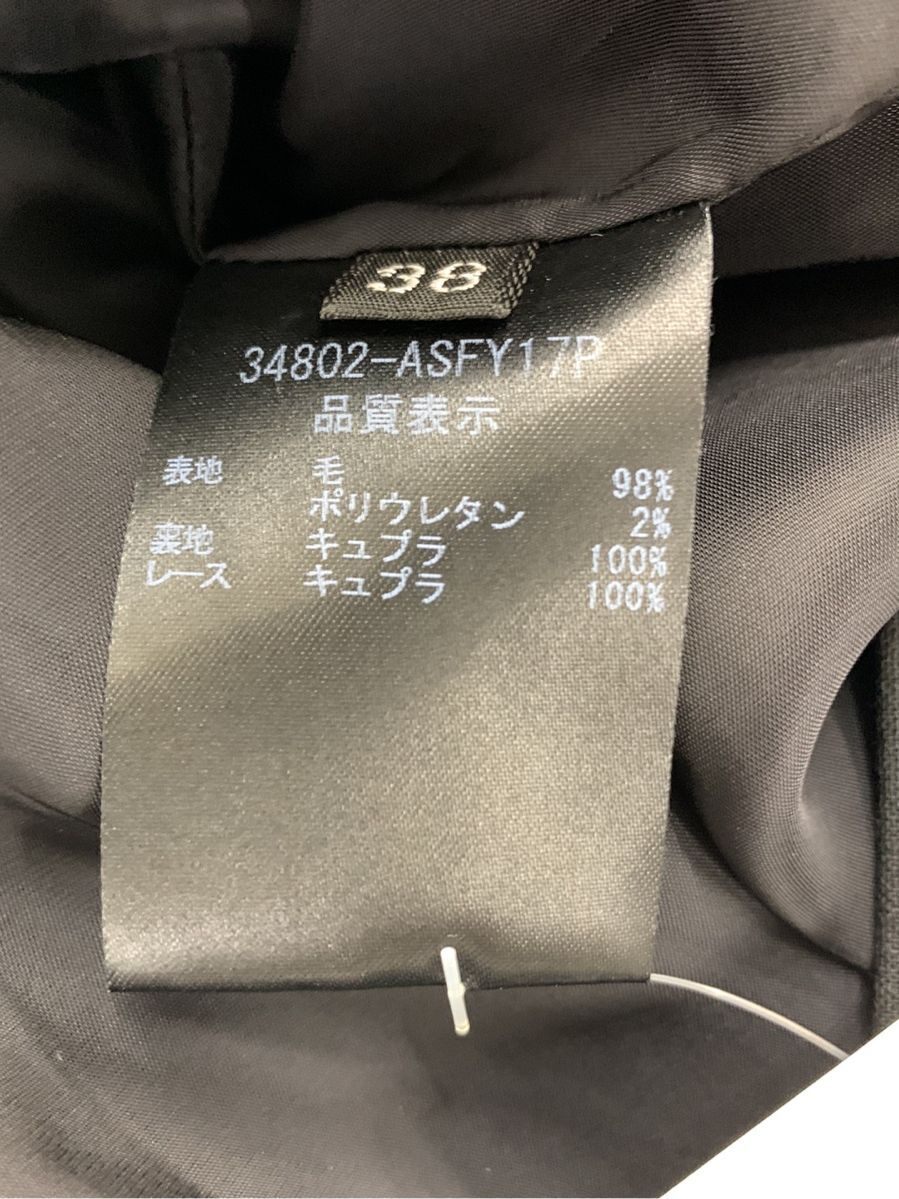 38
34802-ASFY17P
品質表示
表地 毛 98%
ポリウレタン 2%
裏地 キュプラ 100%
レース キュプラ 100%